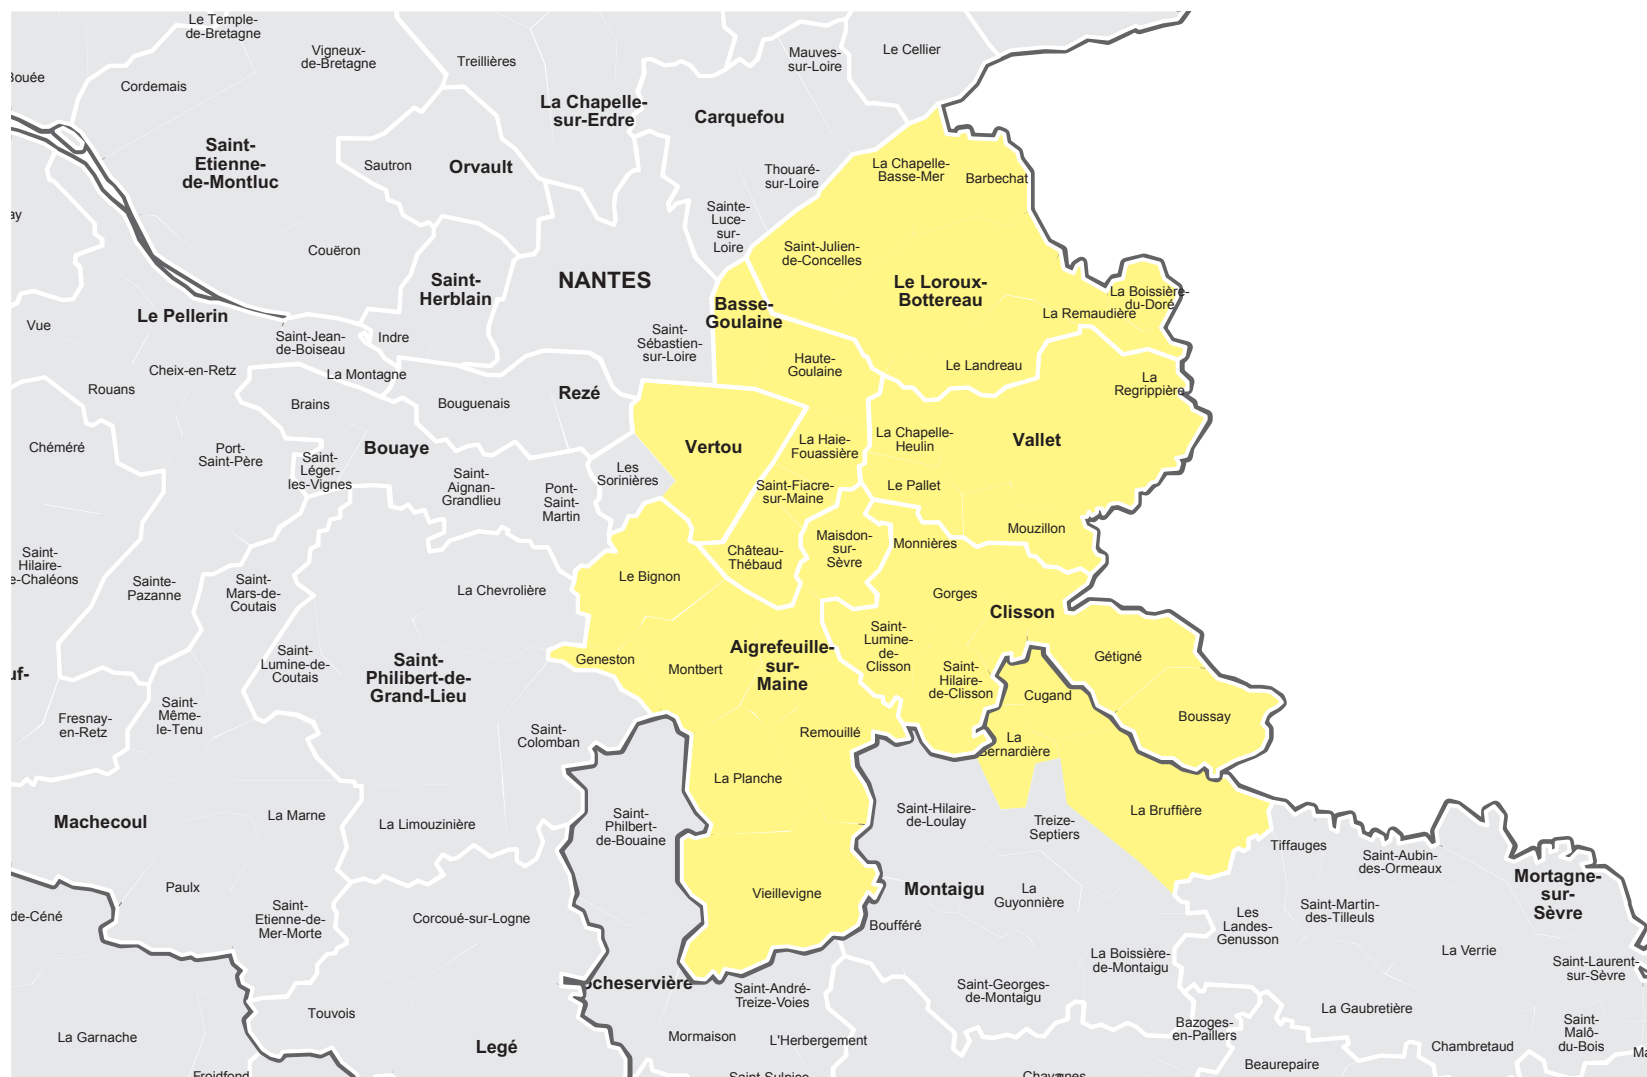 Le Temple-
de-Bretagne
Vigneux-
de-Bretagne
Treillières
Mauves-
sur-Loire
Le Cellier
Bouée
Cordemais
La Chapelle-
sur-Erdre
Carquefou
Saint-
Etienne-
de-Montluc
Sautron
Orvault
Thouaré-
sur-Loire
La Chapelle-
Basse-Mer
Barbechat
ay
Sainte-
Luce-
sur-
Loire
Couëron
Saint-Julien-
de-Concelles
Saint-
Herblain
NANTES
Le Loroux-
Bottereau
La Boissière-
du-Doré
Basse-
Goulaine
La Remaudière
Vue
Le Pellerin
Saint-Jean-
de-Boiseau
Indre
Saint-
Sébastien-
sur-Loire
Haute-
Goulaine
Le Landreau
La
Regrippière
Cheix-en-Retz
La Montagne
Rouans
Brains
Bouguenais
Rezé
Chéméré
Port-
Saint-Père
Bouaye
Vertou
La Haie-
Fouassière
La Chapelle-
Heulin
Vallet
Saint-
Léger-
les-Vignes
Saint-
Aignan-
Grandlieu
Pont-
Saint-
Martin
Les
Sorinières
Saint-Fiacre-
sur-Maine
Le Pallet
Mouzillon
Saint-
Hilaire-
e-Chaléons
Sainte-
Pazanne
Saint-
Mars-de-
Coutais
La Chevrolière
Le Bignon
Château-
Thébaud
Maisdon-
sur-
Sèvre
Monnières
Gorges
Clisson
Saint-
Lumine-de-
Coutais
Saint-
Philibert-de-
Grand-Lieu
Geneston
Montbert
Aigrefeuille-
sur-
Maine
Saint-
Lumine-
de-
Clisson
Saint-
Hilaire-
de-Clisson
Gétigné
Cugand
Boussay
uf-
Fresnay-
en-Retz
Saint-
Même-
le-Tenu
Saint-
Colomban
Remouillé
La
Bernardière
La Planche
La Bruffière
Machecoul
La Marne
La Limouzinière
Saint-
Philbert-
de-Bouaine
Saint-Hilaire-
de-Loulay
Treize-
Septiers
Tiffauges
Saint-Aubin-
des-Ormeaux
Mortagne-
sur-
Sèvre
Paulx
Saint-
Etienne-de-
Mer-Morte
Corcoué-sur-Logne
Vieillevigne
Montaigu
La
Guyonnière
Saint-Martin-
des-Tilleuls
de-Céné
Boufféré
Les
Landes-
Genusson
La Verrie
La Boissière-
de-Montaigu
Saint-Laurent-
sur-Sèvre
ocheservière
Saint-André-
Treize-Voies
Saint-Georges-
de-Montaigu
Touvois
La Gaubretière
La Garnache
Legé
Mormaison
L'Herbergement
Bazoges-
en-Paillers
Saint-
Malô-
du-Bois
Chambretaud
Ma
Beaurepaire
Froidfond
Saint-Sulpice
Chavagnes